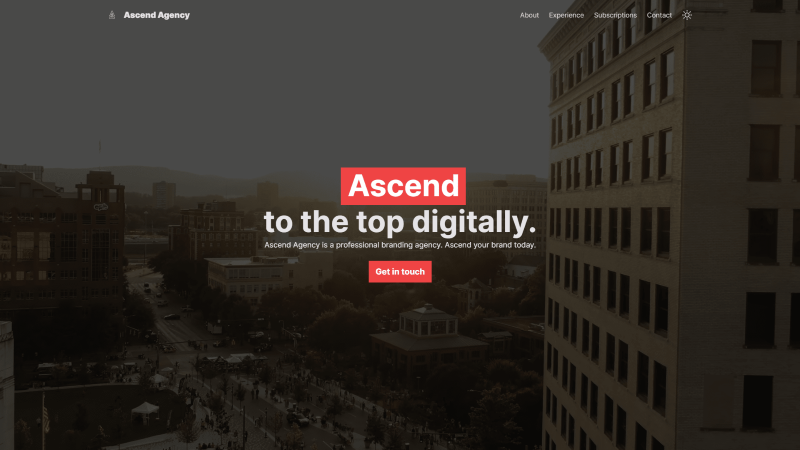 Ascend Agency
About Experience Subscriptions Contact
Ascend
to the top digitally.
Ascend Agency is a professional branding agency. Ascend your brand today.
Get in touch